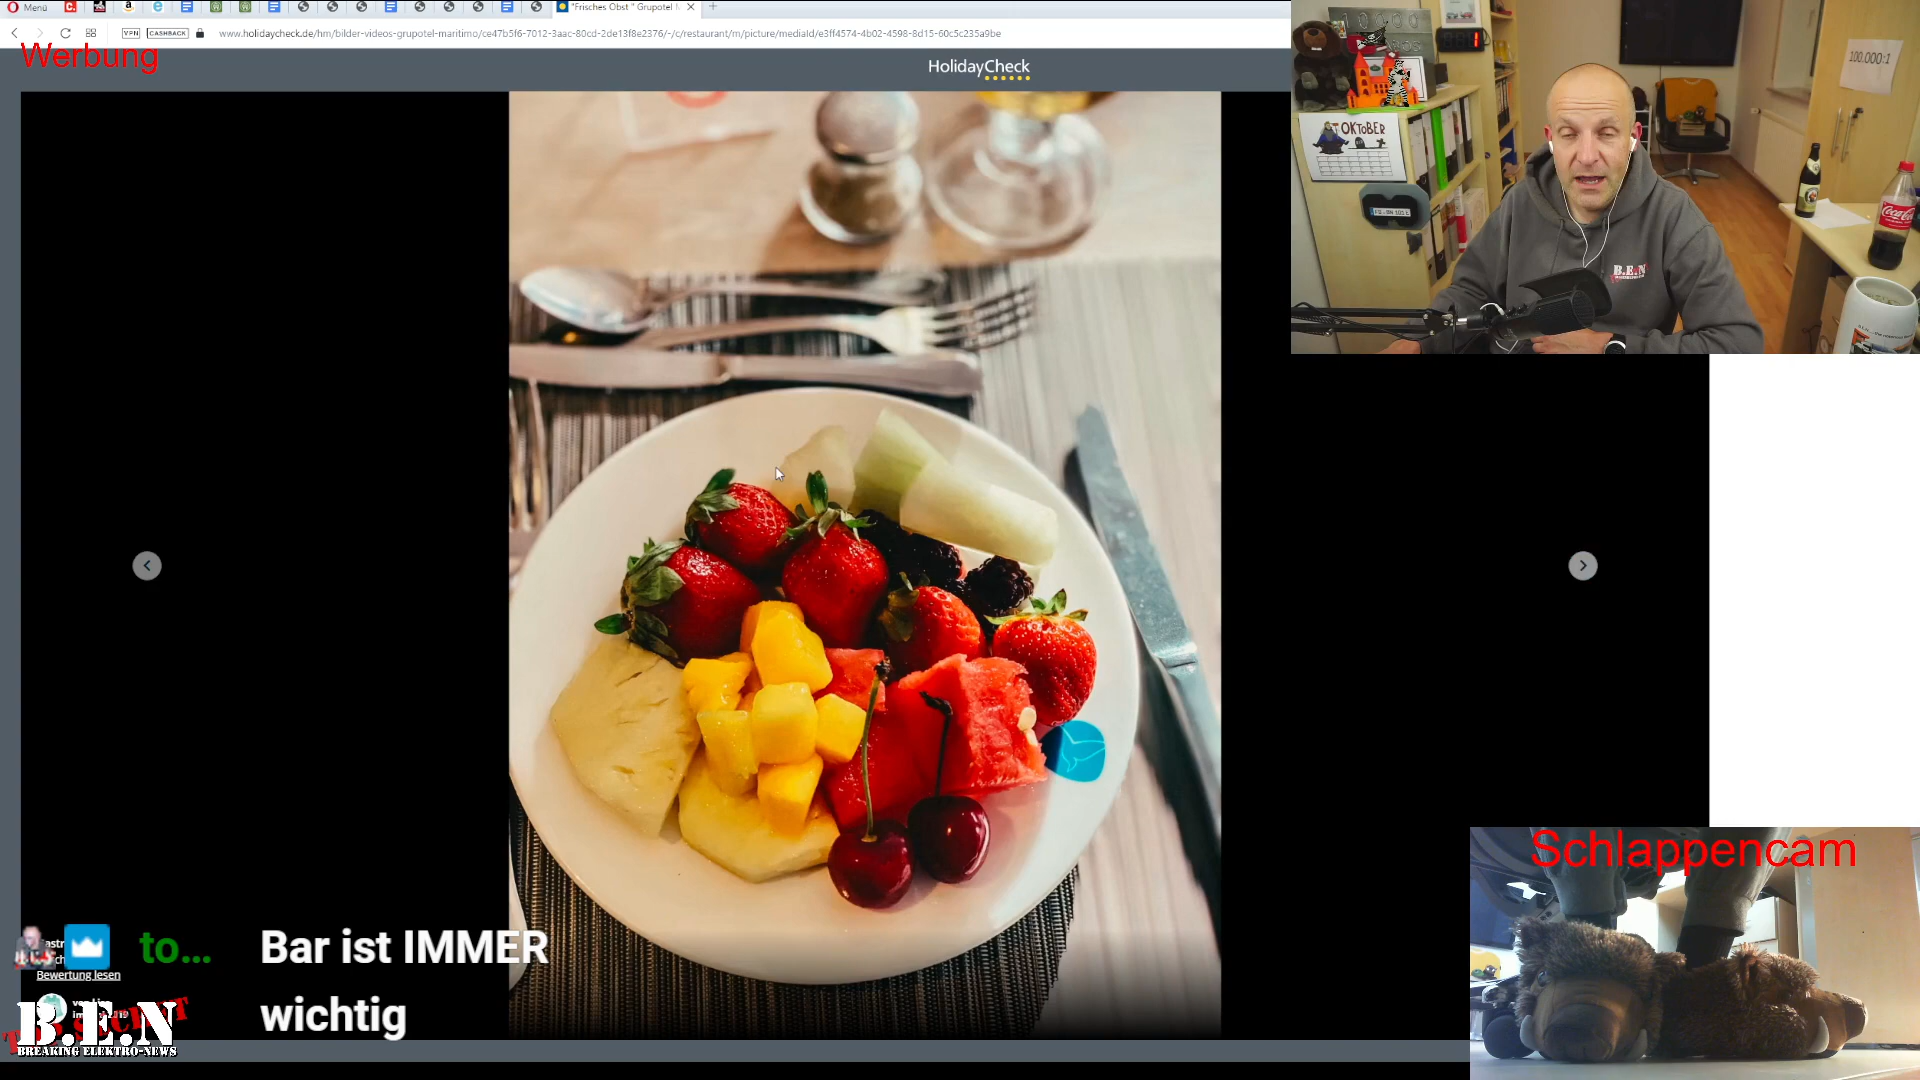 Menü
"Frisches Obst " Grupotel M
VPN
CASHBACK
www.holidaycheck.de/hm/bilder-videos-grupotel-maritimo/ce47b5f6-7012-3aac-80cd-2de13f8e2376/-/c/restaurant/m/picture/mediaId/e3ff4574-4b02-4598-8d15-60c5c235a9be
Werbung
HolidayCheck
10000
OKTOBER
100.000:1
Coca-Cola
B.E.N
Schlappencam
to... Bar ist IMMER
wichtig
Bewertung lesen
B.E.N
BREAKING ELEKTRO-NEWS